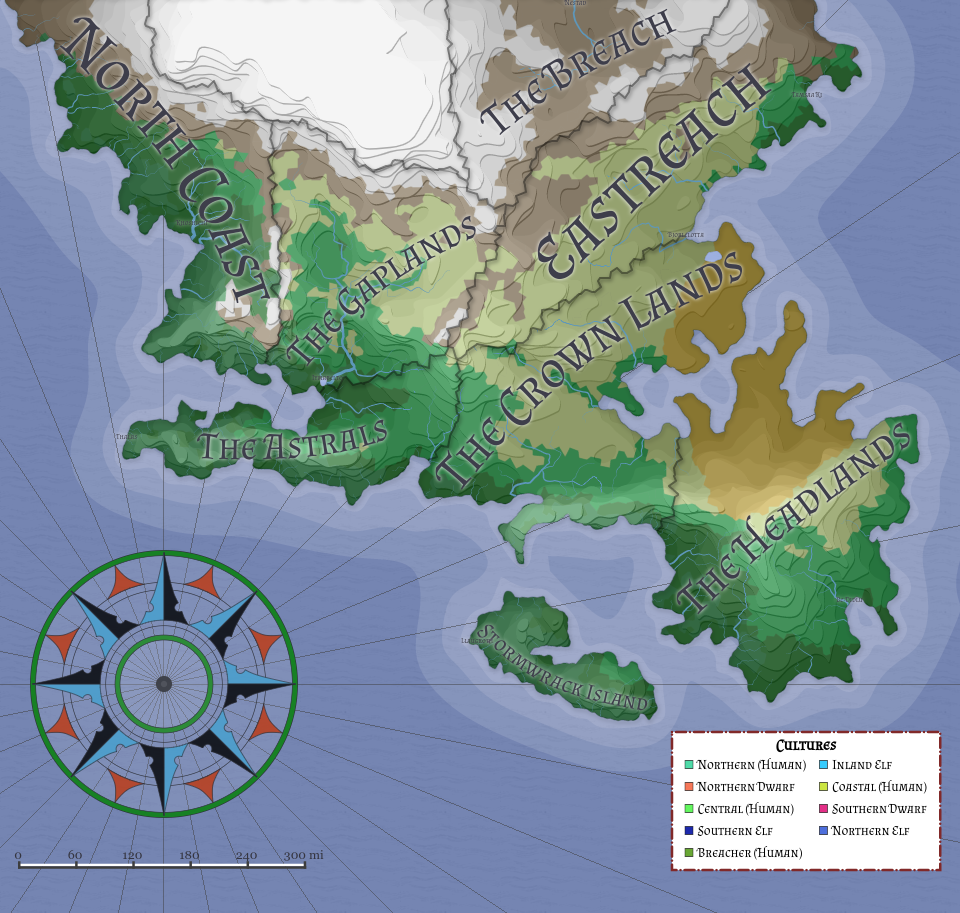 NORTH COAST
THE BREACH
EASTREACH
THE GAPLANDS
THE CROWN LANDS
THE ASTRALS
THE HEADLANDS
STORMWRACK ISLAND
CULTURES
NORTHERN (HUMAN)
INLAND ELF
NORTHERN DWARF
COASTAL (HUMAN)
CENTRAL (HUMAN)
SOUTHERN DWARF
SOUTHERN ELF
NORTHERN ELF
BREACHER (HUMAN)
0 60 120 180 240 300 mi